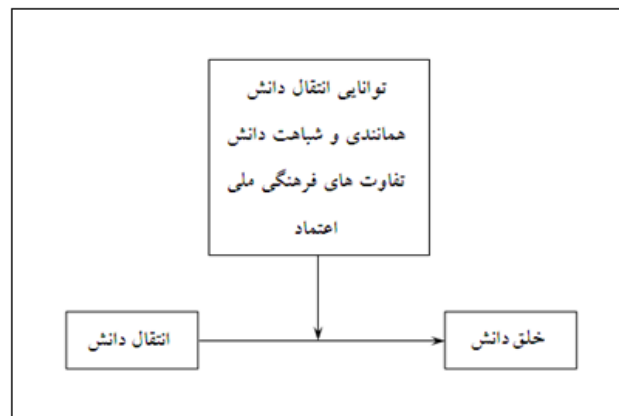 توانایی انتقال دانش
همانندی و شباهت دانش
تفاوت های فرهنگی ملی
اعتماد
خلق دانش
انتقال دانش